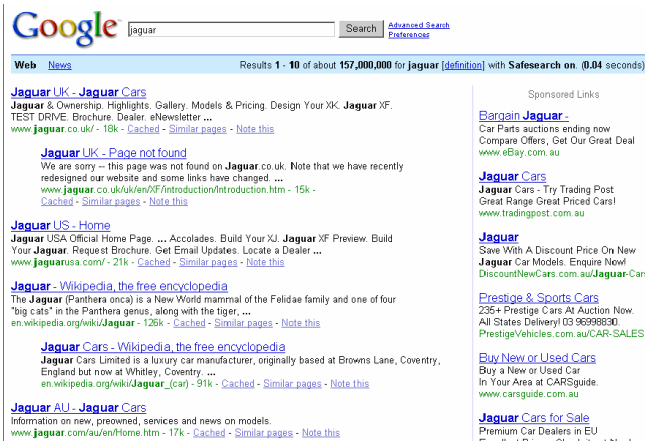 Google
jaguar
Search
Advanced Search
Preferences
Web News
Results 1 - 10 of about 157,000,000 for jaguar [definition] with Safesearch on. (0.04 seconds)
Jaguar UK - Jaguar Cars
Jaguar & Ownership. Highlights. Gallery. Models & Pricing. Design Your XK. Jaguar XF.
TEST DRIVE. Brochure. Dealer. eNewsletter ...
www.jaguar.co.uk/ - 18k - Cached - Similar pages - Note this
Jaguar UK - Page not found
We are sorry – this page was not found on Jaguar.co.uk. Note that we have recently
redesigned our website and some links have changed. ...
www.jaguar.co.uk/uk/en/XF/introduction/Introduction.htm - 15k -
Cached - Similar pages - Note this
Jaguar US - Home
Jaguar USA Official Home Page. ... Accolades. Build Your XJ. Jaguar XF Preview. Build
Your Jaguar. Request Brochure. Get Email Updates. Locate a Dealer ...
www.jaguarusa.com/ - 21k - Cached - Similar pages - Note this
Jaguar - Wikipedia, the free encyclopedia
The Jaguar (Panthera onca) is a New World mammal of the Felidae family and one of four
"big cats" in the Panthera genus, along with the tiger, ...
en.wikipedia.org/wiki/Jaguar - 126k - Cached - Similar pages - Note this
Jaguar Cars - Wikipedia, the free encyclopedia
Jaguar Cars Limited is a luxury car manufacturer, originally based at Browns Lane, Coventry,
England but now at Whitley, Coventry. ...
en.wikipedia.org/wiki/Jaguar_(car) - 91k - Cached - Similar pages - Note this
Jaguar AU - Jaguar Cars
Information on new, preowned, services and news on models.
www.jaguar.com/au/en/Home.htm - 17k - Cached - Similar pages - Note this
Sponsored Links
Bargain Jaguar -
Car Parts auctions ending now
Compare Offers, Get Our Great Deal
www.eBay.com.au
Jaguar Cars
Jaguar Cars - Try Trading Post
Great Range Great Priced Cars!
www.tradingpost.com.au
Jaguar
Save With A Discount Price On New
Jaguar Car Models. Enquire Now!
DiscountNewCars.com.au/Jaguar-Cars
Prestige & Sports Cars
235+ Prestige Cars At Auction Now.
All States Delivery! 03 96998830.
PrestigeVehicles.com.au/CAR-SALES
Buy New or Used Cars
Buy a New or Used Car
In Your Area at CARSguide.
www.carsguide.com.au
Jaguar Cars for Sale
Premium Car Dealers in EU